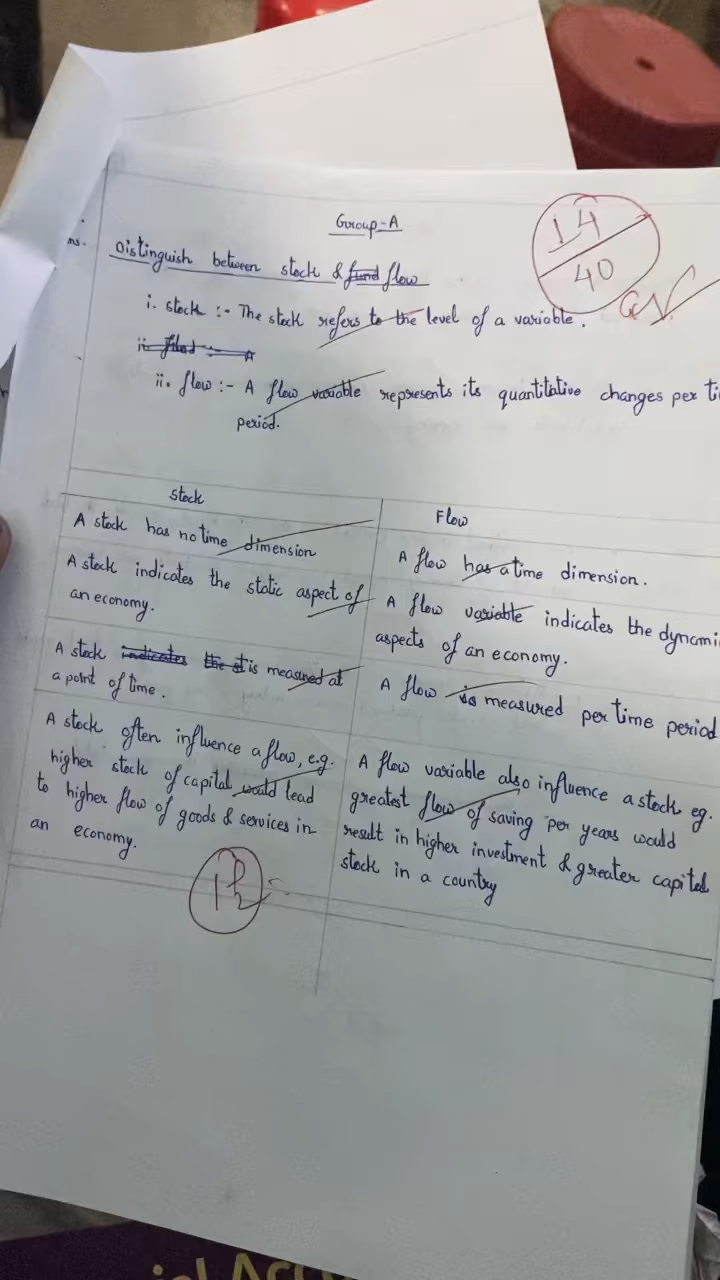 Group-A
14
40
ns.
Distinguish between stock & fund flow
i. stock :- The stock refers to the level of a variable.
ii. flow :- A flow variable represents its quantitative changes per ti
period.
Stock
Flow
A stock has no time dimension
A flow has a time dimension.
A stock indicates the static aspect of
an economy.
A flow variable indicates the dynami
aspects of an economy.
A stock indicates the st is measured at
a point of time.
A flow is measured per time period
A stock often influence a flow, e.g.
higher stock of capital would lead
to higher flow of goods & services in
an economy.
A flow variable also influence a stock eg.
greatest flow of saving per years would
result in higher investment & greater capital
stock in a country